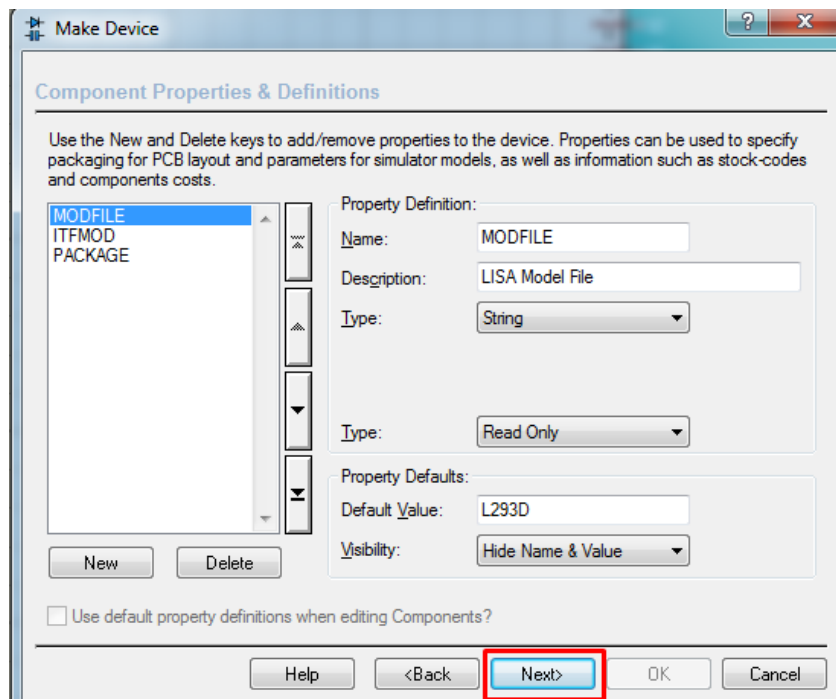 Make Device
?
X
Component Properties & Definitions
Use the New and Delete keys to add/remove properties to the device. Properties can be used to specify
packaging for PCB layout and parameters for simulator models, as well as information such as stock-codes
and components costs.
MODFILE
ITFMOD
PACKAGE
New
Delete
Property Definition:
Name:
MODFILE
Description:
LISA Model File
Type:
String
Type:
Read Only
Property Defaults:
Default Value:
L293D
Visibility:
Hide Name & Value
Use default property definitions when editing Components?
Help
<Back
Next>
OK
Cancel